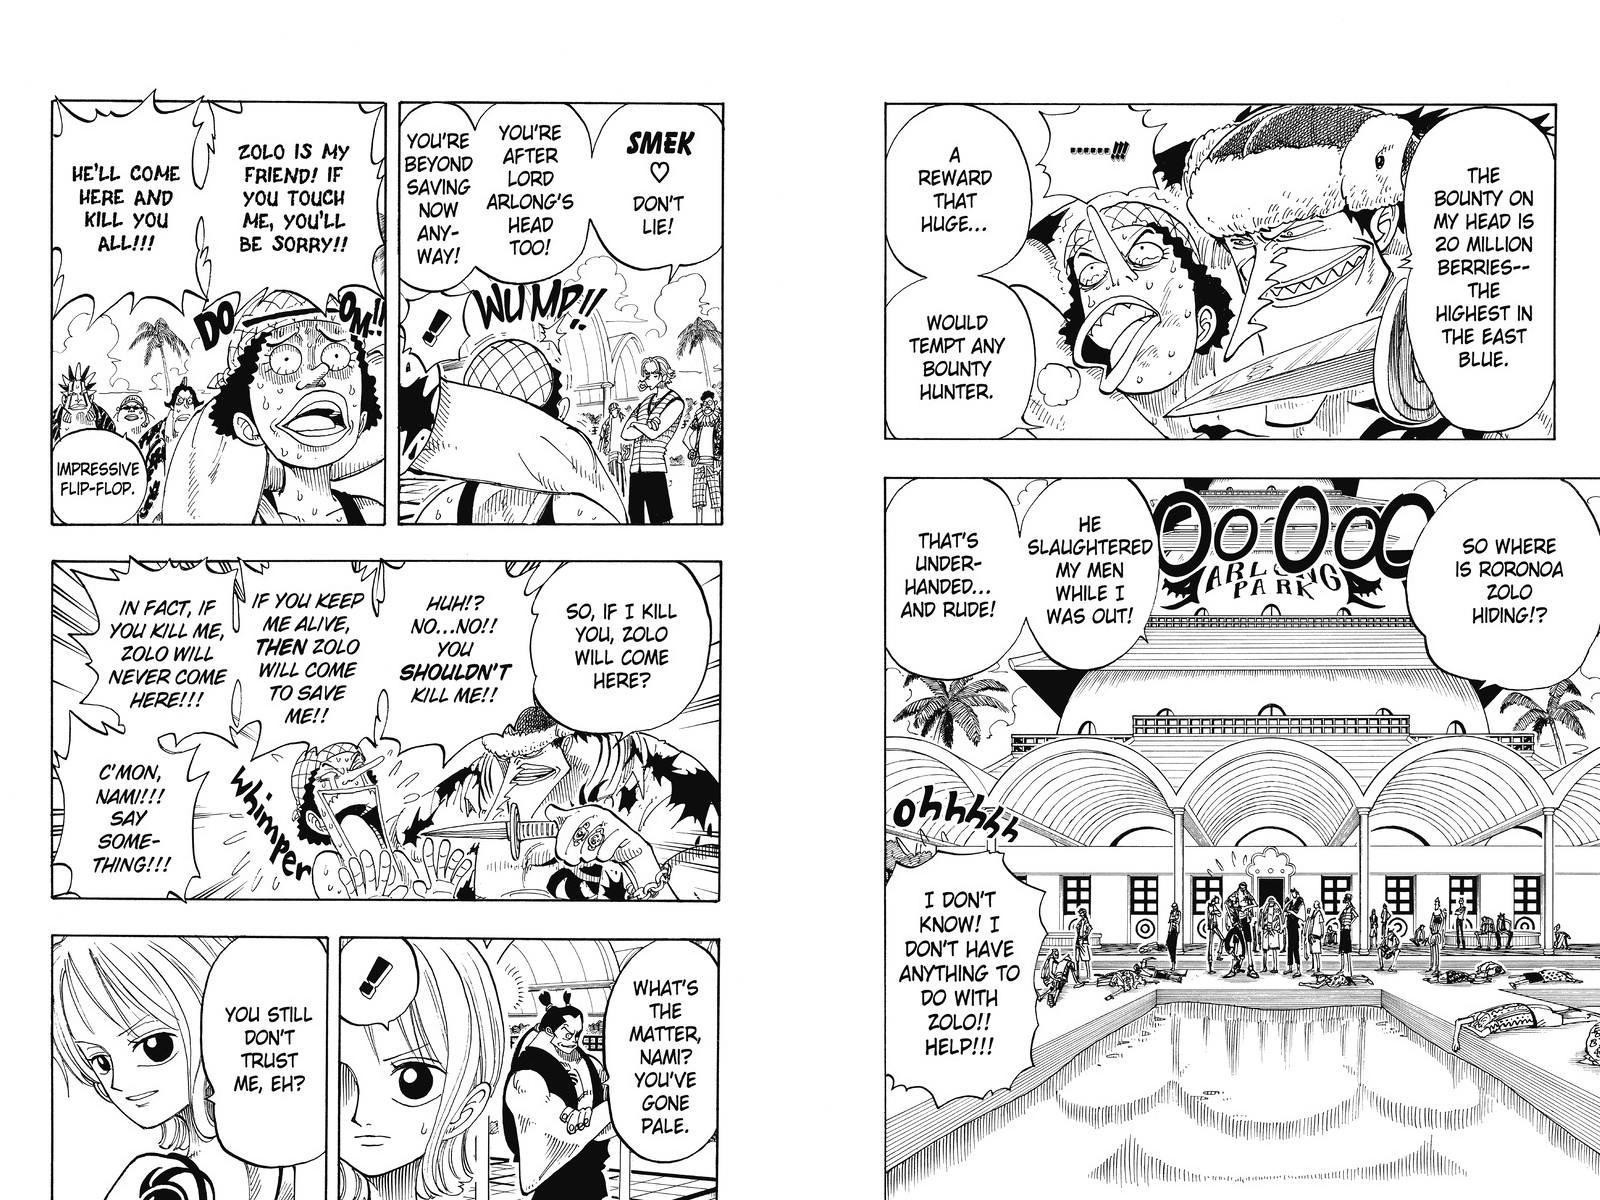 THE
BOUNTY ON
MY HEAD IS
20 MILLION
BERRIES--
THE
HIGHEST IN
THE EAST
BLUE.
......!!!
A
REWARD
THAT
HUGE...
WOULD
TEMPT ANY
BOUNTY
HUNTER.
SO WHERE
IS RORONOA
ZOLO
HIDING!?
OOOOO
ARLONG
PARK
HE
SLAUGHTERED
MY MEN
WHILE I
WAS OUT!
THAT'S
UNDER-
HANDED...
AND RUDE!
Ohhhhhh
I DON'T
KNOW! I
DON'T HAVE
ANYTHING TO
DO WITH
ZOLO!!
HELP!!!
SMEK
♡
DON'T
LIE!
YOU'RE
AFTER
LORD
ARLONG'S
HEAD
TOO!
YOU'RE
BEYOND
SAVING
NOW
ANY-
WAY!
WUMP!!
!
ZOLO IS MY
FRIEND! IF
YOU TOUCH
ME, YOU'LL
BE SORRY!!
HE'LL COME
HERE AND
KILL YOU
ALL!!!
DO—OM!!
IMPRESSIVE
FLIP-FLOP.
SO, IF I KILL
YOU, ZOLO
WILL COME
HERE?
HUH!?
NO...NO!!
YOU
SHOULDN'T
KILL ME!!
IF YOU KEEP
ME ALIVE,
THEN ZOLO
WILL COME
TO SAVE
ME!!
IN FACT, IF
YOU KILL ME,
ZOLO WILL
NEVER COME
HERE!!!
whimper
C'MON,
NAMI!!!
SAY
SOME-
THING!!!
WHAT'S
THE
MATTER,
NAMI?
YOU'VE
GONE
PALE.
!
YOU STILL
DON'T
TRUST
ME, EH?